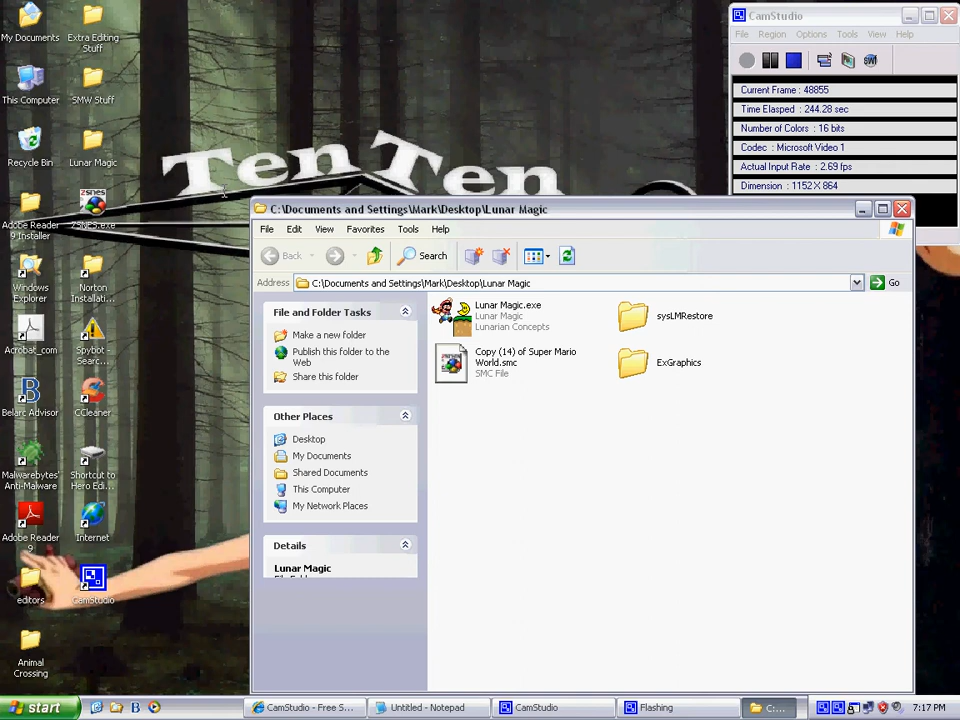 My Documents
Extra Editing
Stuff
This Computer
SMW Stuff
Recycle Bin
Lunar Magic
Adobe Reader
9 Installer
zsnes
ZSNES.exe
Windows
Explorer
Norton
Installati...
Acrobat_com
Spybot -
Searc...
B
Belarc Advisor
CCleaner
Malwarebytes'
Anti-Malware
Shortcut to
Hero Edi...
Adobe Reader
9
Internet
editors
CamStudio
Animal
Crossing
Ten Ten
CamStudio
File Region Options Tools View Help
SWF
Current Frame : 48855
Time Elasped : 244.28 sec
Number of Colors : 16 bits
Codec : Microsoft Video 1
Actual Input Rate : 2.69 fps
Dimension : 1152 X 864
C:\Documents and Settings\Mark\Desktop\Lunar Magic
File Edit View Favorites Tools Help
Back Search
Address C:\Documents and Settings\Mark\Desktop\Lunar Magic Go
File and Folder Tasks
Make a new folder
Publish this folder to the
Web
Share this folder
Other Places
Desktop
My Documents
Shared Documents
This Computer
My Network Places
Details
Lunar Magic
File Folder
Lunar Magic.exe
Lunar Magic
Lunarian Concepts
sysLMRestore
Copy (14) of Super Mario
World.smc
SMC File
ExGraphics
start
B
CamStudio - Free S...
Untitled - Notepad
CamStudio
Flashing
C:...
7:17 PM